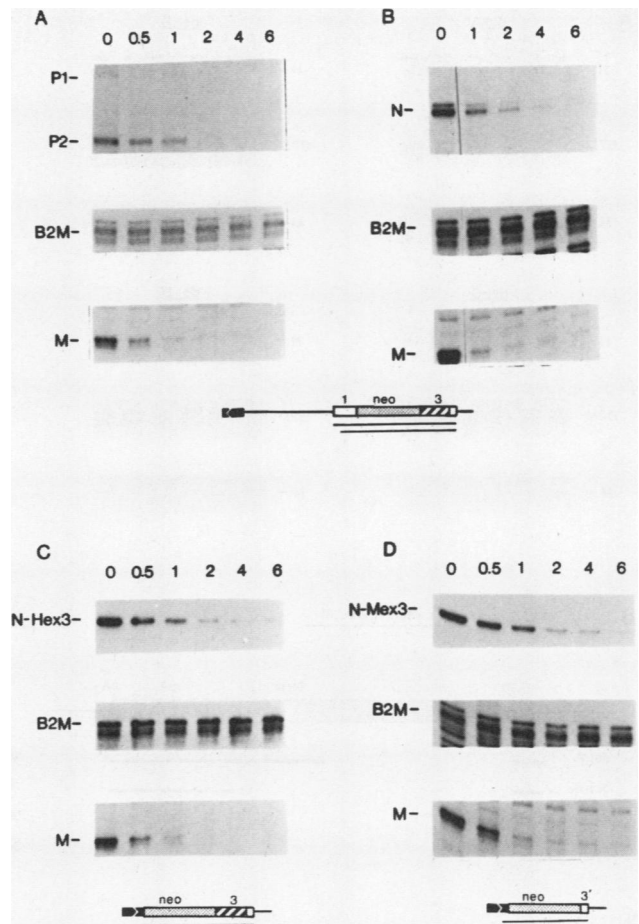 A
0 0.5 1 2 4 6
P1-
P2-
B2M-
M-
B
0 1 2 4 6
N-
B2M-
M-
1 neo 3
C
0 0.5 1 2 4 6
N-Hex3-
B2M-
M-
neo 3
D
0 0.5 1 2 4 6
N-Mex3-
B2M-
M-
neo 3'